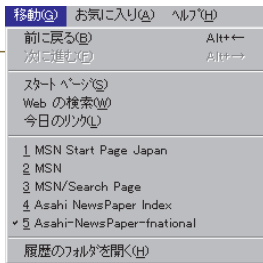 移動(G) お気に入り(A) ヘルプ(H)
前に戻る(B) Alt+←
次に進む(F) Alt+→
スタート ページ(S)
Web の検索(W)
今日のリンク(L)
1 MSN Start Page Japan
2 MSN
3 MSN/Search Page
4 Asahi NewsPaper Index
✔ 5 Asahi-NewsPaper-fnational
履歴のフォルダを開く(H)